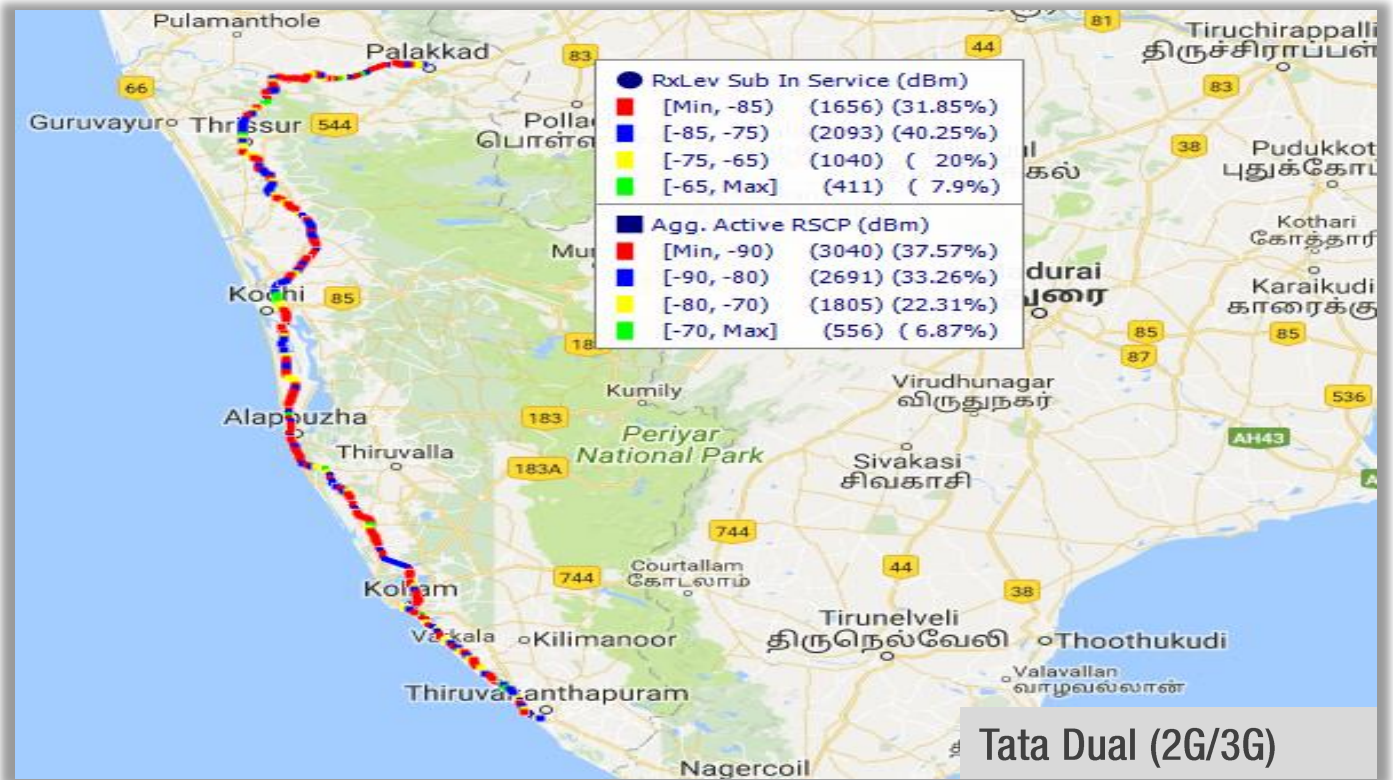 Pulamanthole
81
Tiruchirappalli
திருச்சிராப்பள்
44
Palakkad
83
66
83
Guruvayur
Thrissur
544
Polla
பொள்ள
கல்
38
Pudukkot
புதுக்கோட்
RxLev Sub In Service (dBm)
[Min, -85) (1656) (31.85%)
[-85, -75) (2093) (40.25%)
[-75, -65) (1040) ( 20%)
[-65, Max] (411) ( 7.9%)
Agg. Active RSCP (dBm)
[Min, -90) (3040) (37.57%)
[-90, -80) (2691) (33.26%)
[-80, -70) (1805) (22.31%)
[-70, Max] (556) ( 6.87%)
Kothari
கோத்தாரி
Mu
durai
துரை
Karaikudi
காரைக்கு
Kochi
85
18
85
87
85
Kumily
Virudhunagar
விருதுநகர்
536
Alappuzha
183
Periyar
National Park
AH43
Thiruvalla
183A
Sivakasi
சிவகாசி
A
744
Courtallam
கோடலாம்
44
Kollam
744
38
Varkala
Kilimanoor
Tirunelveli
திருநெல்வேலி
Thoothukudi
Valavallan
வாழவல்லான்
Thiruvananthapuram
Nagercoil
Tata Dual (2G/3G)